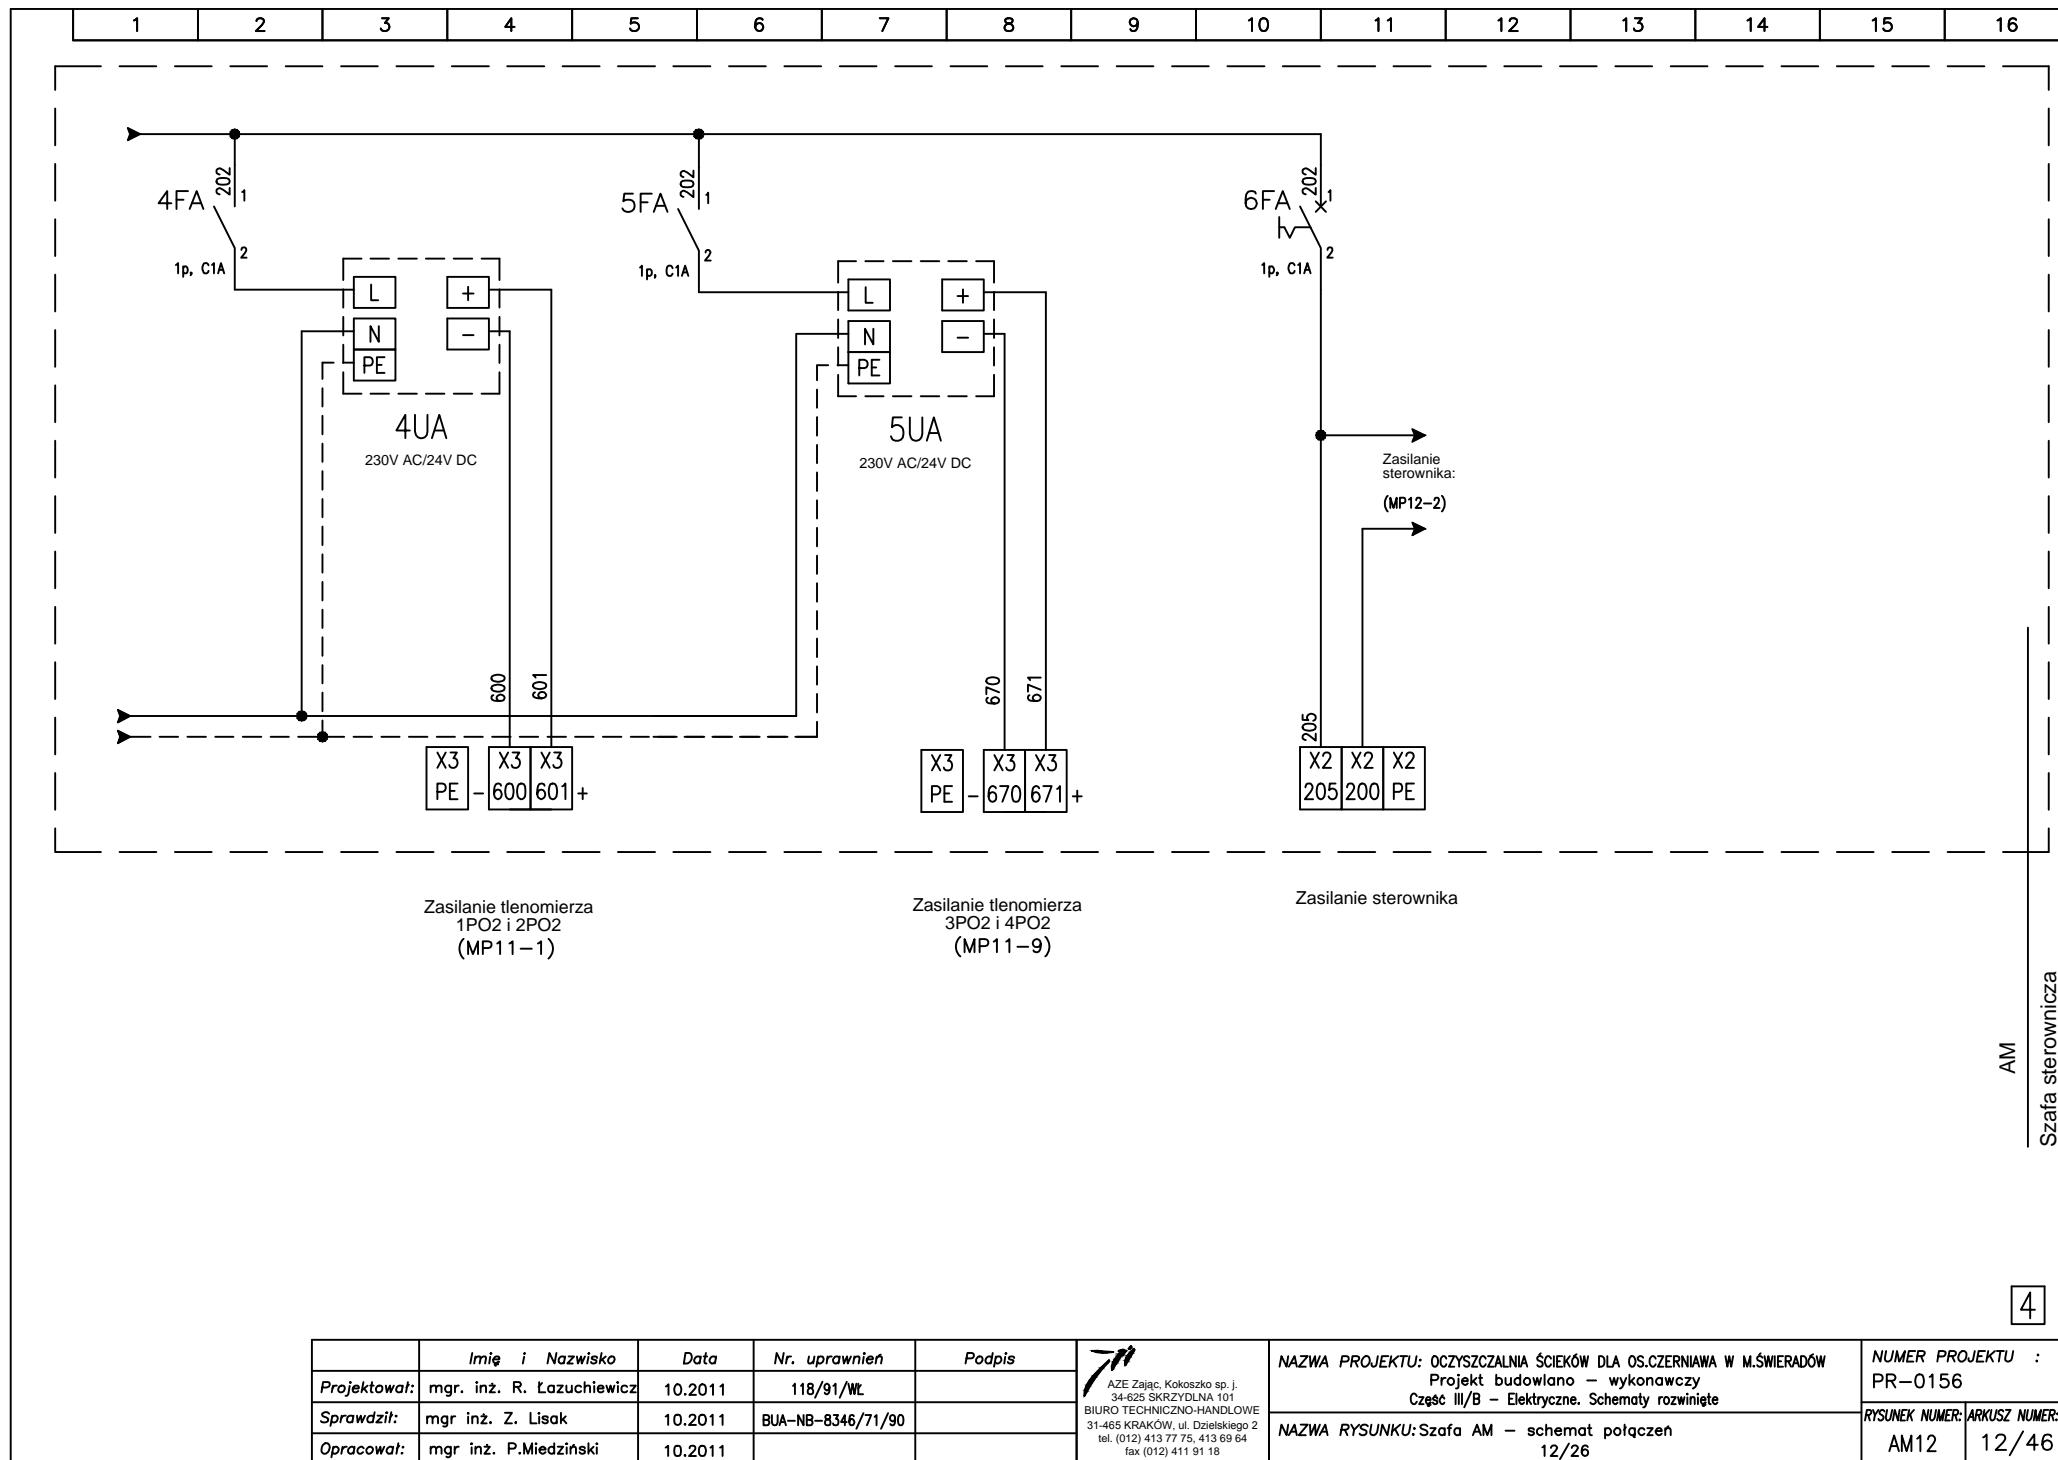 1 2 3 4 5 6 7 8 9 10 11 12 13 14 15 16
202 202 202
1 1 1
4FA 5FA 6FA
2 2 2
1p, C1A 1p, C1A 1p, C1A
L + L +
N − N −
PE PE
4UA 5UA
230V AC/24V DC 230V AC/24V DC
Zasilanie
sterownika:
(MP12−2)
600 601 670 671 205
X3 X3 X3 X3 X3 X3 X2 X2 X2
PE − 600 601 + PE − 670 671 + 205 200 PE
Zasilanie tlenomierza
1PO2 i 2PO2
(MP11−1)
Zasilanie tlenomierza
3PO2 i 4PO2
(MP11−9)
Zasilanie sterownika
AM
Szafa sterownicza
4
Imię i Nazwisko Data Nr. uprawnień Podpis
Projektował: mgr. inż. R. Łazuchiewicz 10.2011 118/91/WŁ
Sprawdził: mgr inż. Z. Lisak 10.2011 BUA−NB−8346/71/90
Opracował: mgr inż. P.Miedziński 10.2011
AZE Zając, Kokoszko sp. j.
34-625 SKRZYDLNA 101
BIURO TECHNICZNO-HANDLOWE
31-465 KRAKÓW, ul. Dzielskiego 2
tel. (012) 413 77 75, 413 69 64
fax (012) 411 91 18
NAZWA PROJEKTU: OCZYSZCZALNIA ŚCIEKÓW DLA OS.CZERNIAWA W M.ŚWIERADÓW
Projekt budowlano − wykonawczy
Część III/B − Elektryczne. Schematy rozwinięte
NAZWA RYSUNKU: Szafa AM − schemat połączeń
12/26
NUMER PROJEKTU :
PR−0156
RYSUNEK NUMER: ARKUSZ NUMER:
AM12 12/46